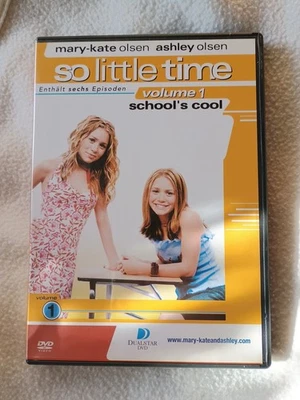 mary-kate olsen ashley olsen
so little time
Enthält sechs Episoden
volume 1
school's cool
volume
1
DVD
DUALSTAR
DVD
www.mary-kateandashley.com